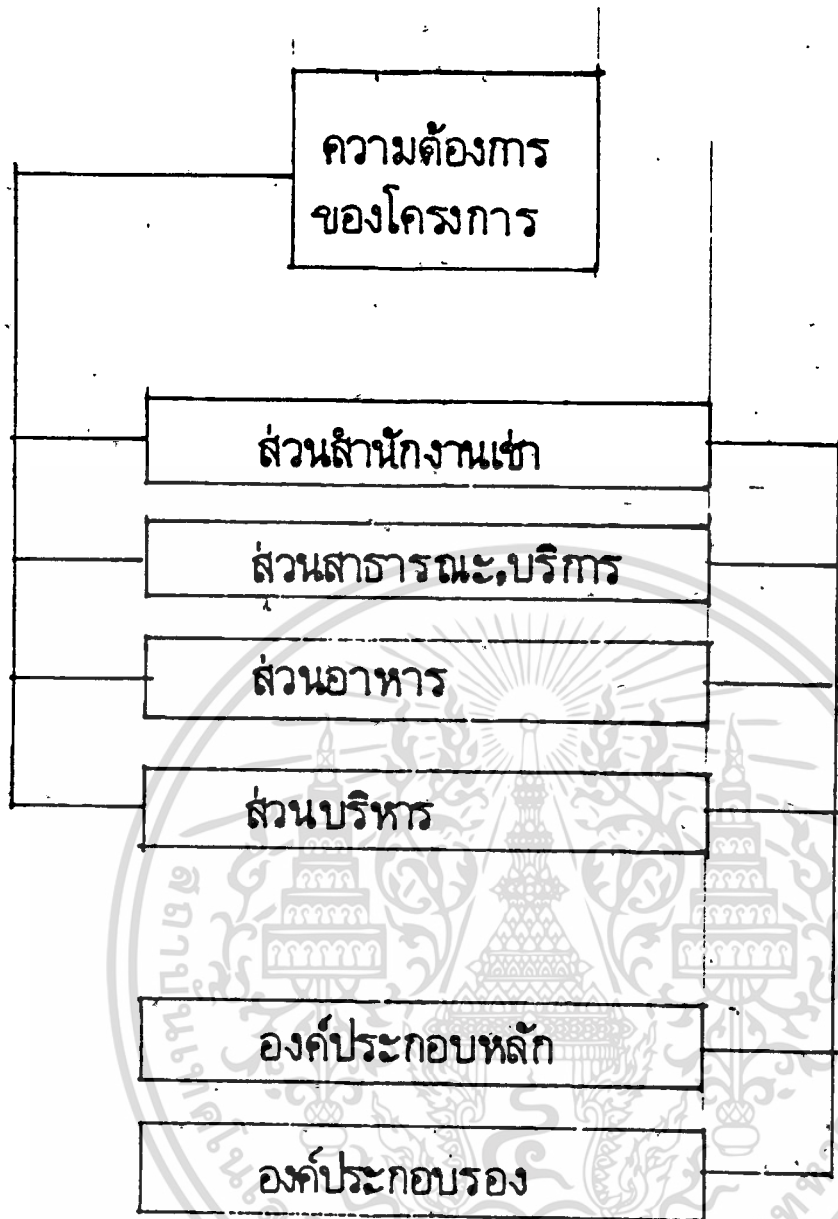 ความต้องการ
ของโครงการ
ส่วนสำนักงานเช่า
ส่วนสาธารณะ,บริการ
ส่วนอาหาร
ส่วนบริหาร
องค์ประกอบหลัก
องค์ประกอบรอง